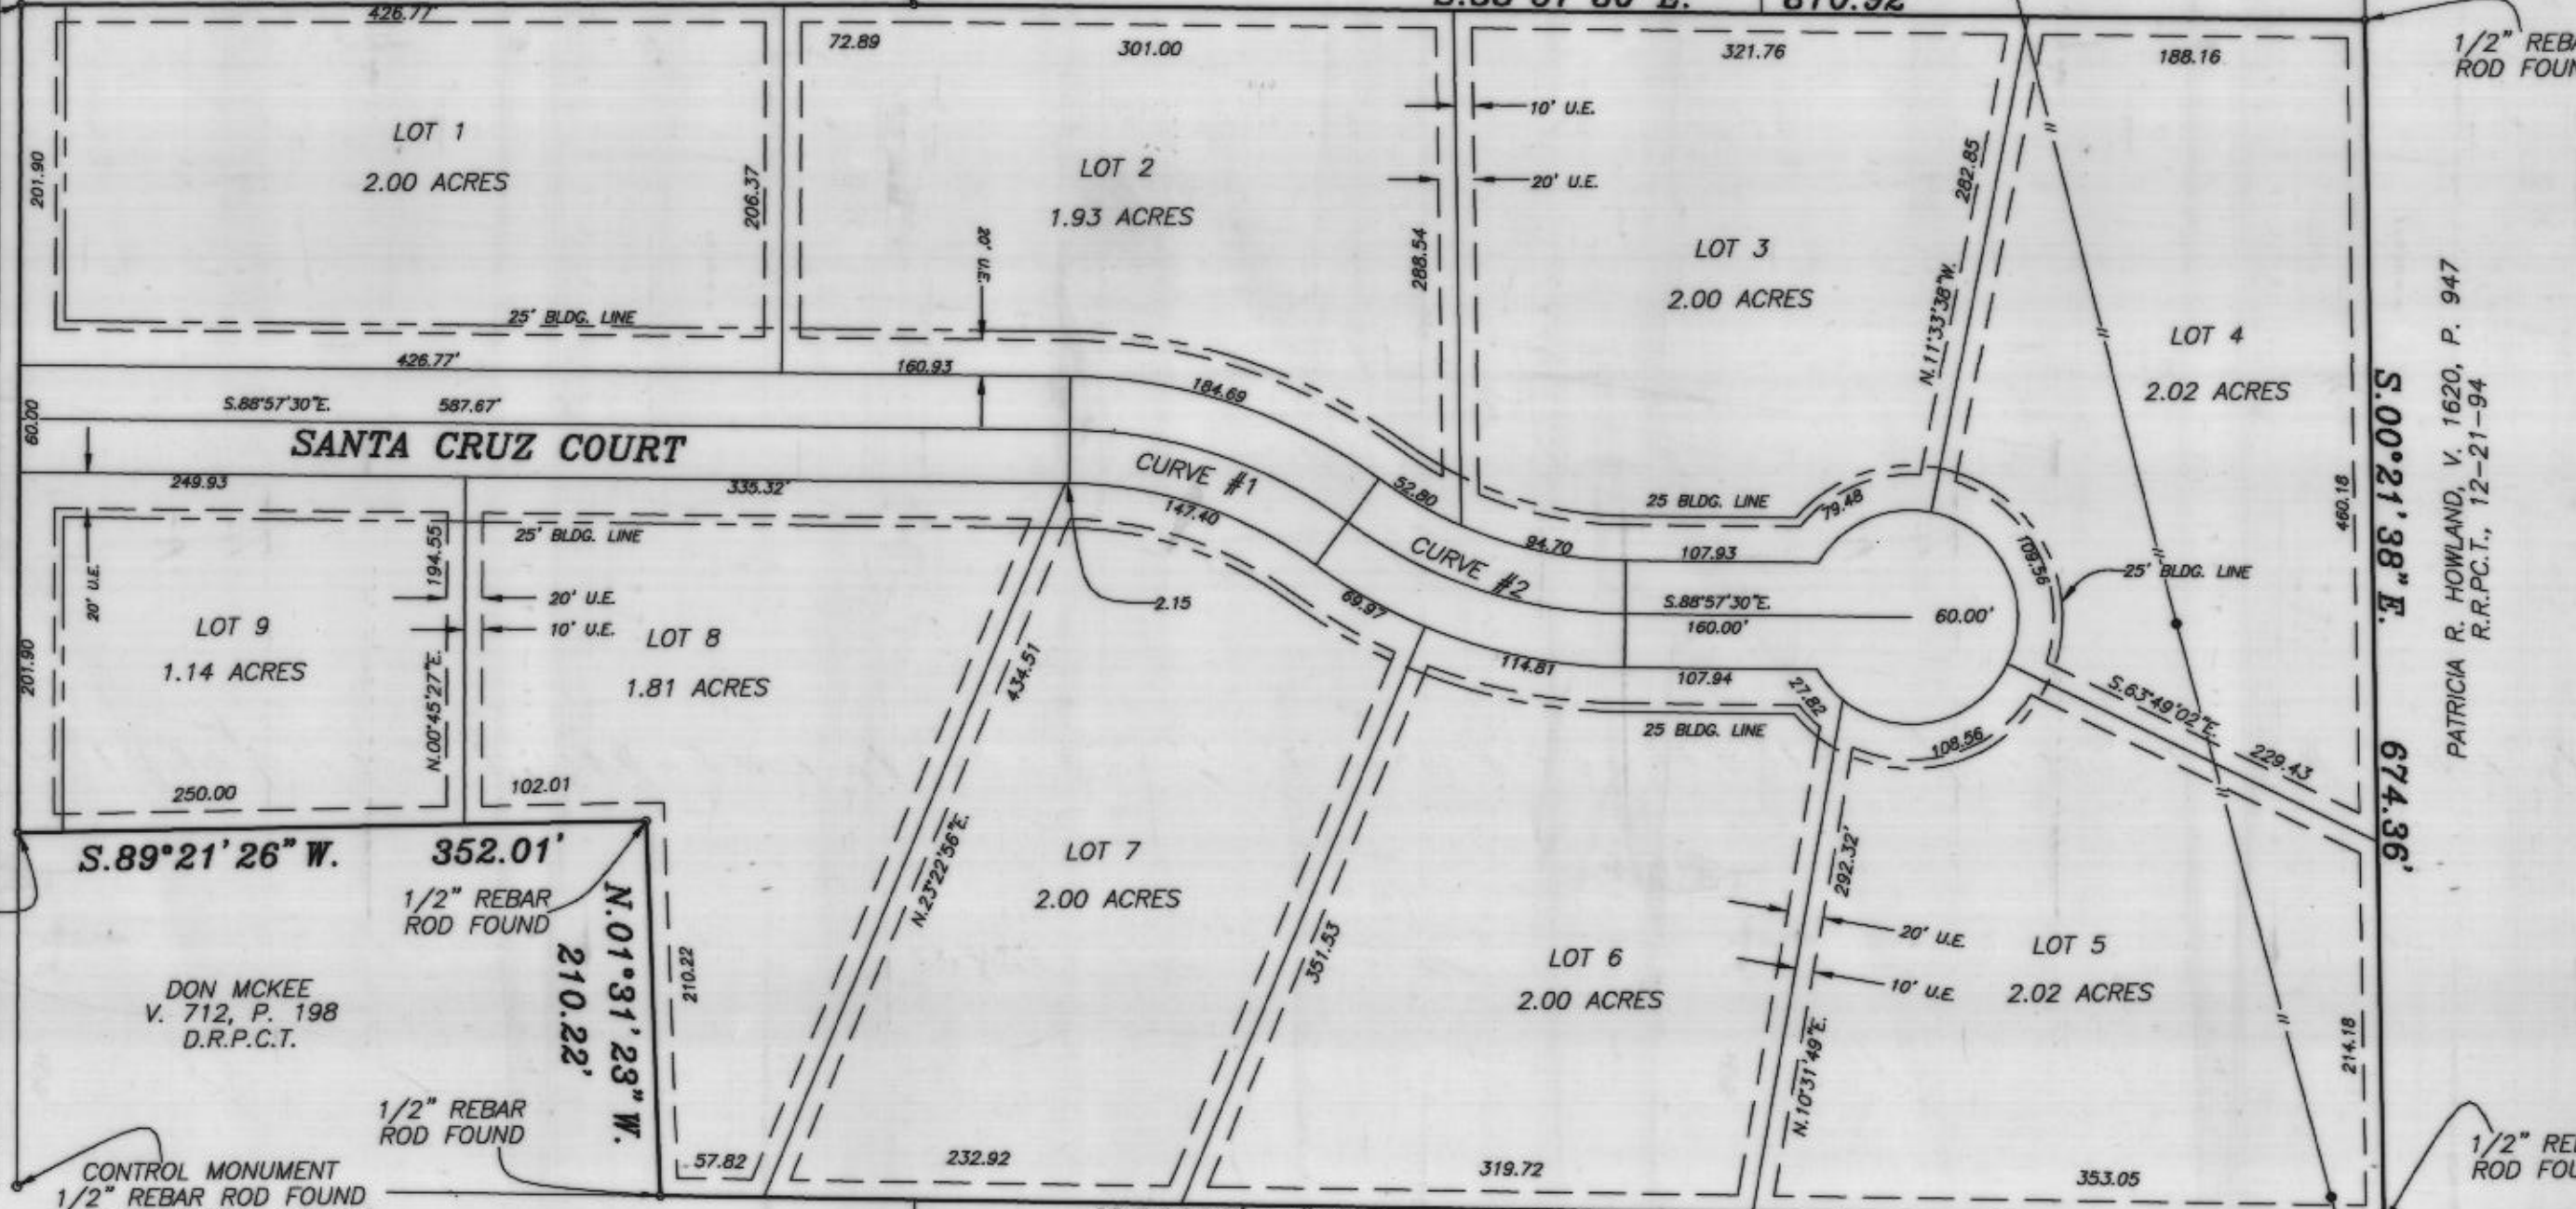 426.77'
870.92'
1/2" REBAR
ROD FOUND
72.89
301.00
321.76
188.16
10' U.E.
20' U.E.
LOT 1
2.00 ACRES
201.90
206.37
LOT 2
1.93 ACRES
20' U.E.
288.54
LOT 3
2.00 ACRES
282.85
N.11°33'38"W.
LOT 4
2.02 ACRES
460.18
S.00°21'38" E. 674.36'
PATRICIA R. HOWLAND, V. 1620, P. 947
R.R.P.C.T., 12-21-94
25' BLDG. LINE
426.77'
160.93
184.69
S.88°57'30"E. 587.67'
60.00
SANTA CRUZ COURT
CURVE #1
52.80
25 BLDG. LINE
79.48
109.56
249.93
335.32'
147.40
94.70
107.93
CURVE #2
S.88°57'30"E.
160.00'
60.00'
25' BLDG. LINE
25' BLDG. LINE
194.55
20' U.E.
20' U.E.
10' U.E.
2.15
69.97
114.81
107.94
27.82
25 BLDG. LINE
108.56
S.63°49'02"E.
229.43
LOT 9
1.14 ACRES
201.90
N.00°45'27"E.
LOT 8
1.81 ACRES
434.51
N.23°22'56"E.
250.00
102.01
S.89°21'26" W. 352.01'
1/2" REBAR
ROD FOUND
N.01°31'23" W.
210.22'
210.22
LOT 7
2.00 ACRES
351.53
LOT 6
2.00 ACRES
292.32'
N.10°31'49"E.
20' U.E.
10' U.E.
LOT 5
2.02 ACRES
214.18
DON MCKEE
V. 712, P. 198
D.R.P.C.T.
1/2" REBAR
ROD FOUND
CONTROL MONUMENT
1/2" REBAR ROD FOUND
57.82
232.92
319.72
353.05